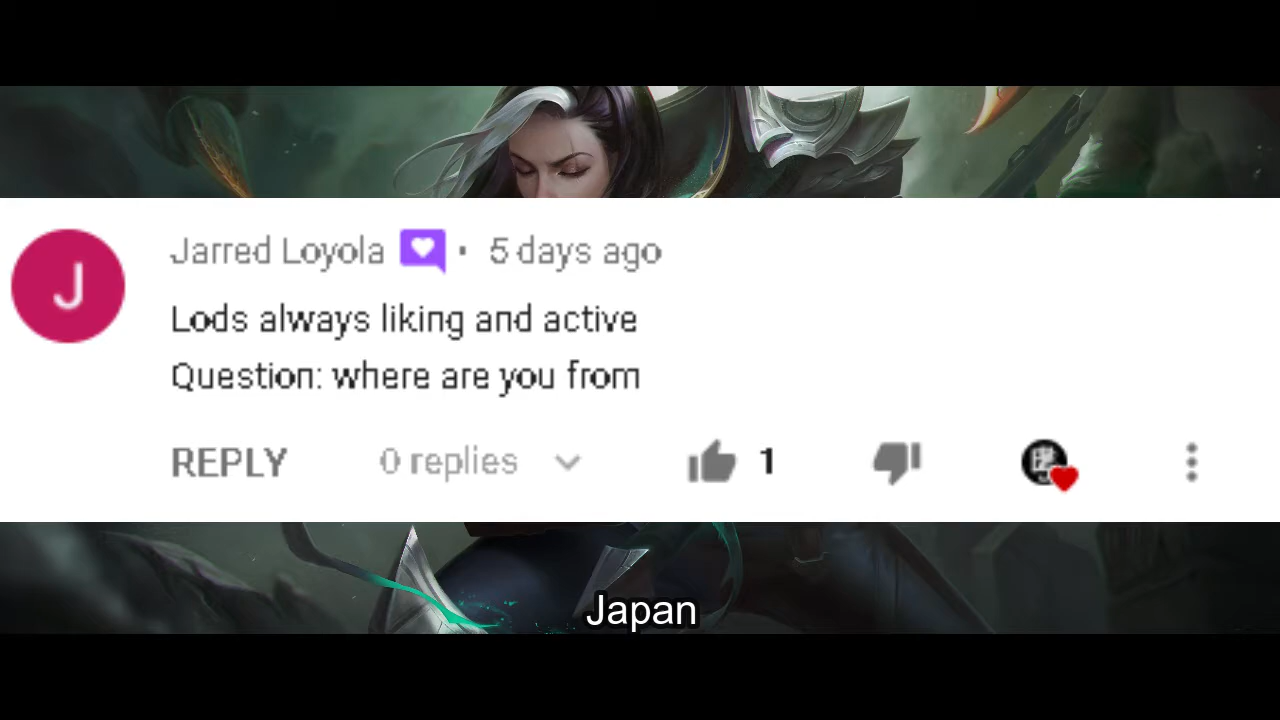 J
Jarred Loyola · 5 days ago
Lods always liking and active
Question: where are you from
REPLY 0 replies 1
Japan